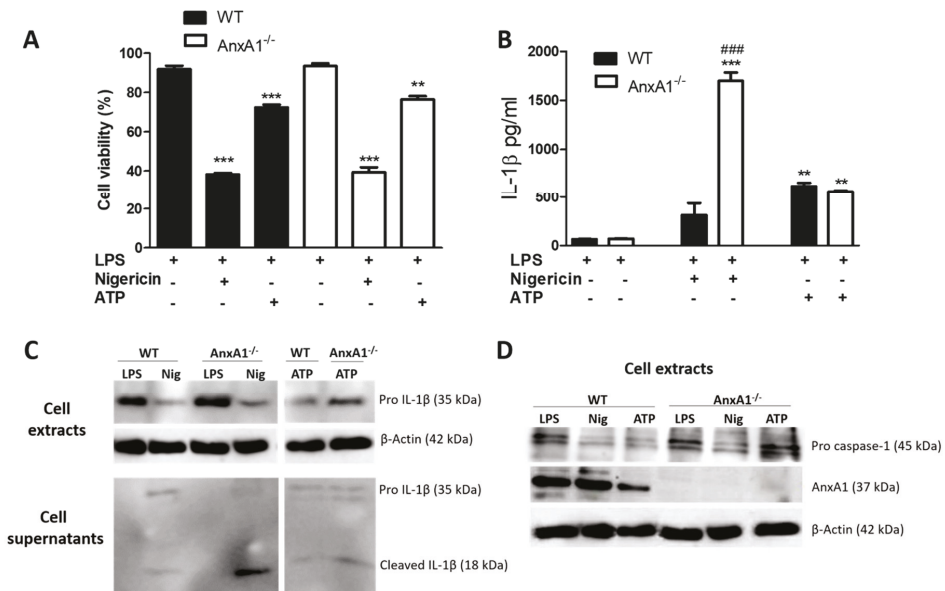 A
WT
AnxA1-/-
Cell viability (%)
100
80
60
40
20
0
*** *** *** **
LPS + + + + + +
Nigericin - + - - + -
ATP - - + - - +
B
WT
AnxA1-/-
IL-1β pg/ml
2000
1500
1000
500
0
###
***
** **
LPS + + + + + +
Nigericin - - + + - -
ATP - - - - + +
C
WT AnxA1-/- WT AnxA1-/-
LPS Nig LPS Nig ATP ATP
Cell
extracts
Pro IL-1β (35 kDa)
β-Actin (42 kDa)
Cell
supernatants
Pro IL-1β (35 kDa)
Cleaved IL-1β (18 kDa)
D
Cell extracts
WT AnxA1-/-
LPS Nig ATP LPS Nig ATP
Pro caspase-1 (45 kDa)
AnxA1 (37 kDa)
β-Actin (42 kDa)